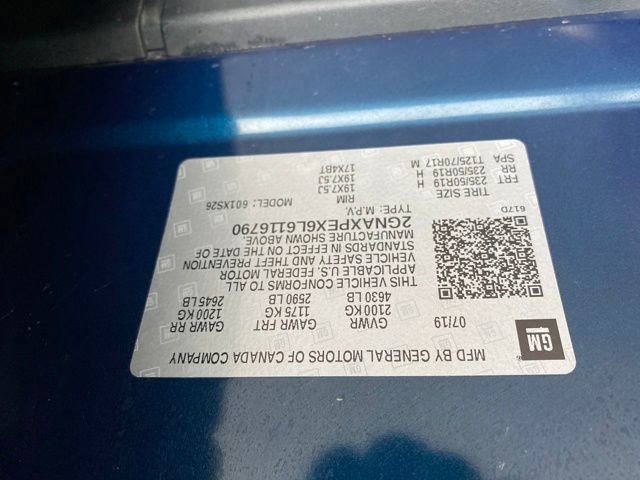 MFD BY GENERAL MOTORS OF CANADA COMPANY
GM
07/19 GVWR GAWR FRT GAWR RR
2100 KG 1175 KG 1200 KG
4630 LB 2590 LB 2645 LB
THIS VEHICLE CONFORMS TO ALL
APPLICABLE U.S. FEDERAL MOTOR
VEHICLE SAFETY AND THEFT PREVENTION
STANDARDS IN EFFECT ON THE DATE OF
MANUFACTURE SHOWN ABOVE.
2GNAXPEX6L6116790
TYPE: M.P.V. MODEL: 601XS26
617D
TIRE SIZE RIM
FRT 235/50R19 H 19X7.5J
RR 235/50R19 H 19X7.5J
SPA T125/70R17 M 17X4BT